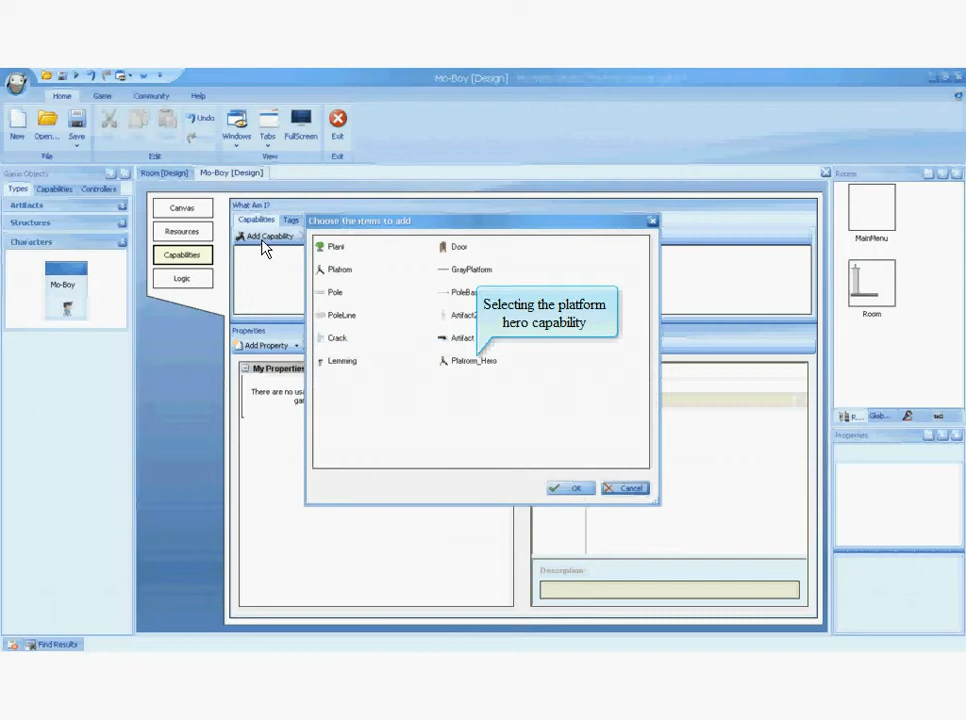 Mo-Boy [Design]
Home Game Community Help
Undo
New Open... Save Windows Tabs FullScreen Exit
File Edit View Exit
Game Objects
Room [Design] Mo-Boy [Design]
Rooms
Types Capabilities Controllers
Artifacts
Structures
Characters
Mo-Boy
Canvas
Resources
Capabilities
Logic
What Am I?
Capabilities Tags
Add Capability
Choose the items to add
Plant Door
GrayPlatform
Pole
PoleLine
Crack Artifact
Lemming
Selecting the platform
hero capability
OK Cancel
Properties
Add Property
My Properties
There are no
MainMenu
Room
R... Glob...
Properties
Description:
Find Results